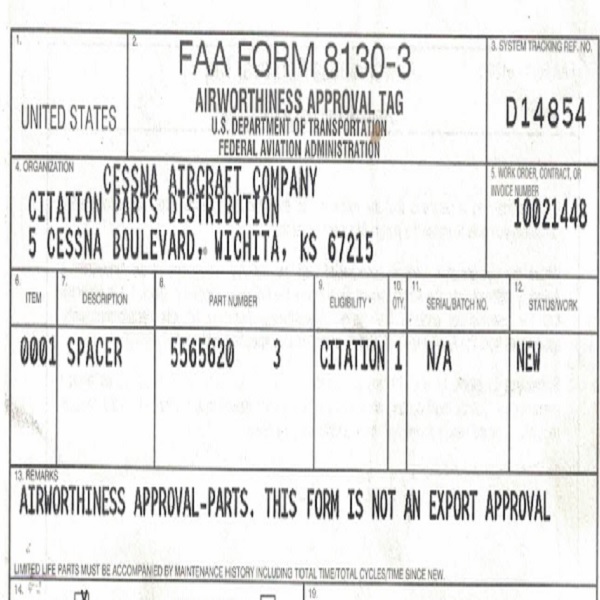 1.
2.
FAA FORM 8130-3
3. SYSTEM TRACKING REF. NO.
UNITED STATES
AIRWORTHINESS APPROVAL TAG
U.S. DEPARTMENT OF TRANSPORTATION
FEDERAL AVIATION ADMINISTRATION
D14854
4. ORGANIZATION
CESSNA AIRCRAFT COMPANY
CITATION PARTS DISTRIBUTION
5 CESSNA BOULEVARD. WICHITA, KS 67215
5. WORK ORDER, CONTRACT, OR
INVOICE NUMBER
10021448
6. ITEM
7. DESCRIPTION
8. PART NUMBER
9. ELIGIBILITY *
10. QTY.
11. SERIAL/BATCH NO.
12. STATUS/WORK
0001 SPACER 5565620 3 CITATION 1 N/A NEW
13. REMARKS
AIRWORTHINESS APPROVAL-PARTS. THIS FORM IS NOT AN EXPORT APPROVAL
LIMITED LIFE PARTS MUST BE ACCOMPANIED BY MAINTENANCE HISTORY INCLUDING TOTAL TIME/TOTAL CYCLES/TIME SINCE NEW.
14.
19.